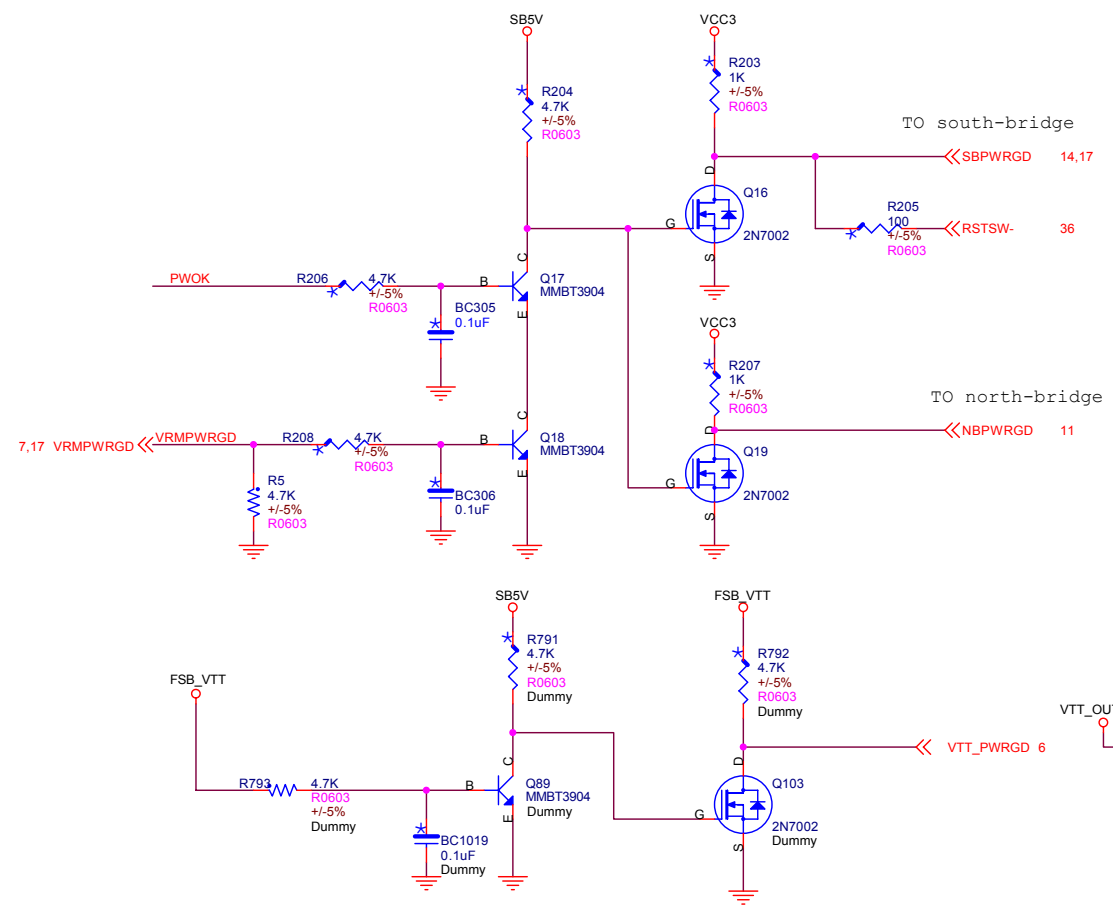 SB5V
VCC3
R204
4.7K
+/-5%
R0603
R203
1K
+/-5%
R0603
TO south-bridge
SBPWRGD 14,17
D
Q16
G
2N7002
S
R205
100
+/-5%
R0603
RSTSW- 36
PWOK
R206
4.7K
+/-5%
R0603
BC305
0.1uF
B
C
Q17
MMBT3904
E
VCC3
R207
1K
+/-5%
R0603
TO north-bridge
NBPWRGD 11
7,17 VRMPWRGD
VRMPWRGD
R208
4.7K
+/-5%
R0603
B
C
Q18
MMBT3904
E
D
Q19
G
2N7002
S
R5
4.7K
+/-5%
R0603
BC306
0.1uF
SB5V
FSB_VTT
R791
4.7K
+/-5%
R0603
Dummy
R792
4.7K
+/-5%
R0603
Dummy
FSB_VTT
VTT_OU
VTT_PWRGD 6
R793
4.7K
R0603
+/-5%
Dummy
B
C
Q89
MMBT3904
Dummy
E
D
Q103
G
2N7002
Dummy
S
BC1019
0.1uF
Dummy